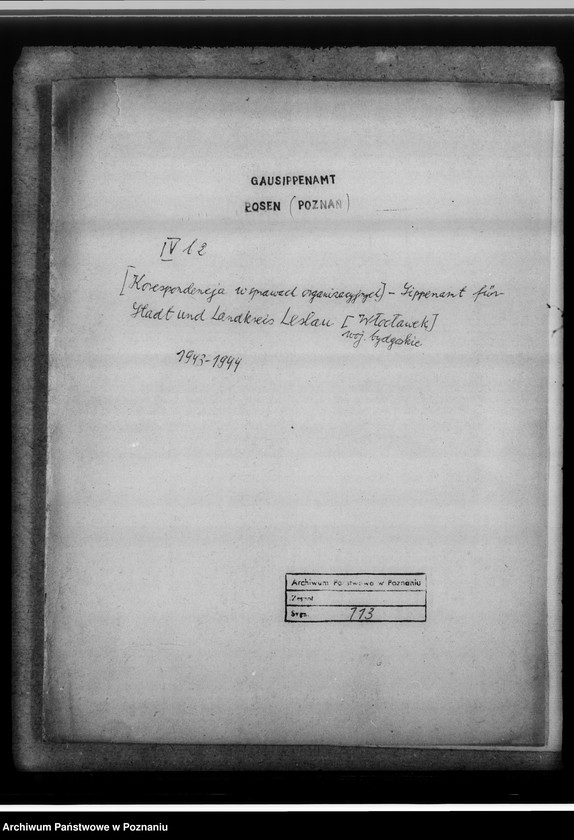 GAUSIPPENAMT
POSEN (POZNAŃ)
IV 12
[Korespondencja w sprawach organizacyjnych] - Sippenamt für
Stadt und Landkreis Leslau [Włocławek]
woj. bydgoskie
1943-1944
Archiwum Państwowe w Poznaniu
Zespół
Sygn. 113
Archiwum Państwowe w Poznaniu